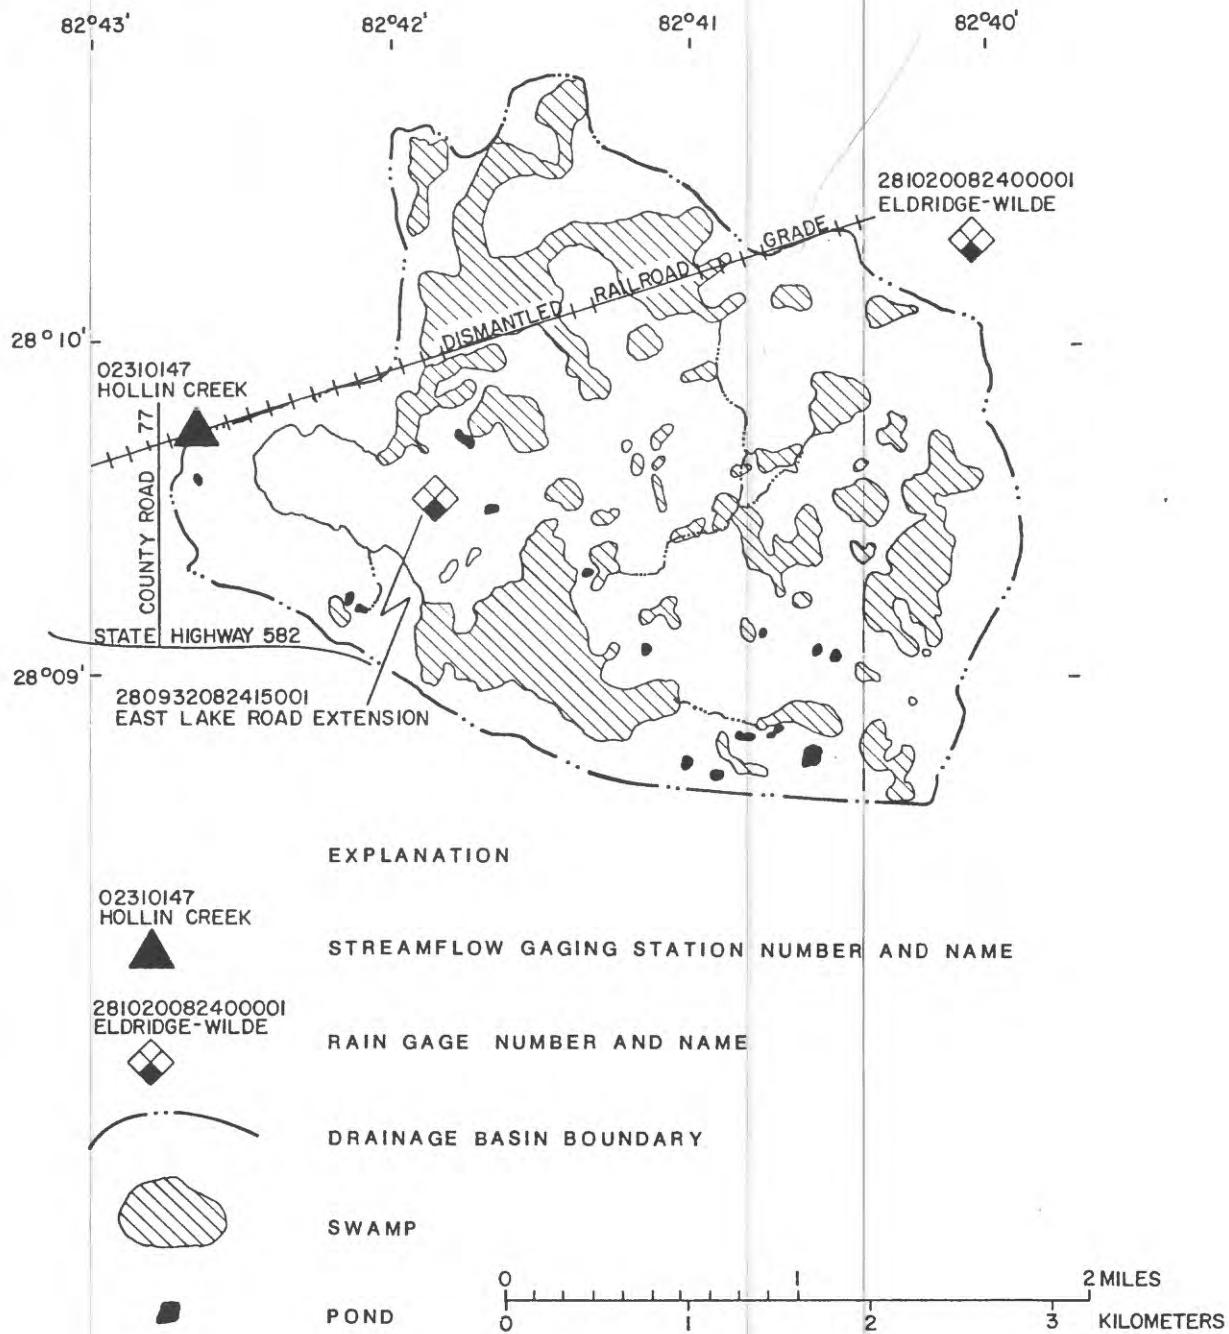 82°43' 82°42' 82°41 82°40'
281020082400001
ELDRIDGE-WILDE
DISMANTLED RAILROAD GRADE
28°10'
02310147
HOLLIN CREEK
COUNTY ROAD 77
STATE HIGHWAY 582
28°09'
280932082415001
EAST LAKE ROAD EXTENSION
EXPLANATION
02310147
HOLLIN CREEK
STREAMFLOW GAGING STATION NUMBER AND NAME
281020082400001
ELDRIDGE-WILDE
RAIN GAGE NUMBER AND NAME
DRAINAGE BASIN BOUNDARY
SWAMP
POND
0 1 2 MILES
0 1 2 3 KILOMETERS